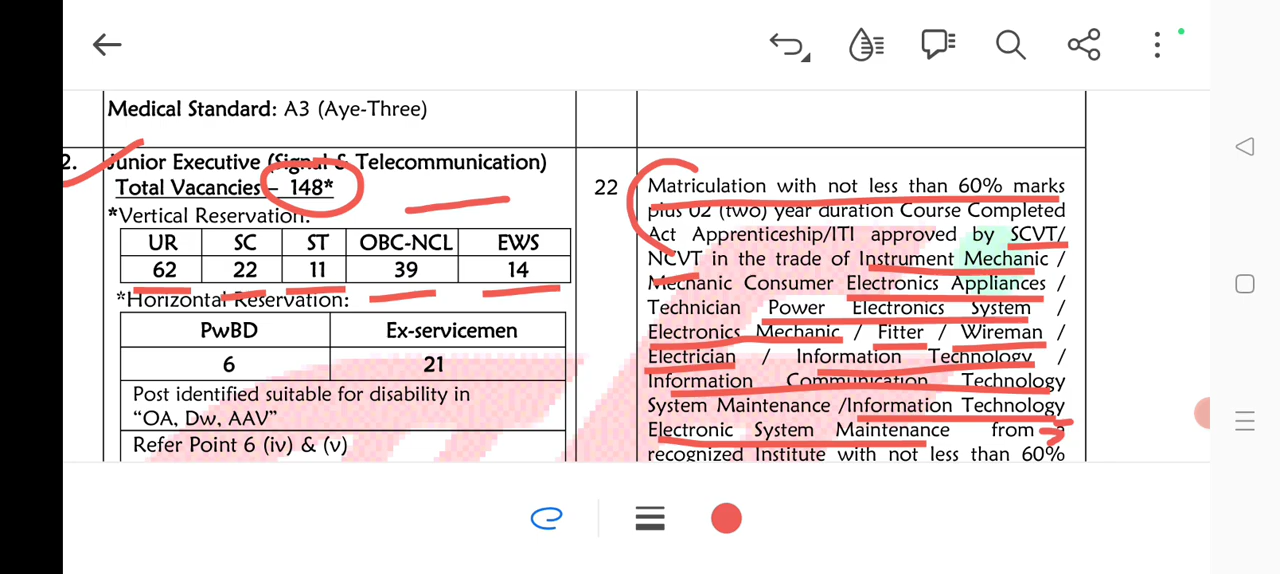 Medical Standard: A3 (Aye-Three)
2. Junior Executive (Signal & Telecommunication)
Total Vacancies – 148*
*Vertical Reservation:
UR SC ST OBC-NCL EWS
62 22 11 39 14
*Horizontal Reservation:
PwBD Ex-servicemen
6 21
Post identified suitable for disability in
“OA, Dw, AAV”
Refer Point 6 (iv) & (v)
22
Matriculation with not less than 60% marks
plus 02 (two) year duration Course Completed
Act Apprenticeship/ITI approved by SCVT/
NCVT in the trade of Instrument Mechanic /
Mechanic Consumer Electronics Appliances /
Technician Power Electronics System /
Electronics Mechanic / Fitter / Wireman /
Electrician / Information Technology /
Information Communication Technology
System Maintenance /Information Technology
Electronic System Maintenance from a
recognized Institute with not less than 60%